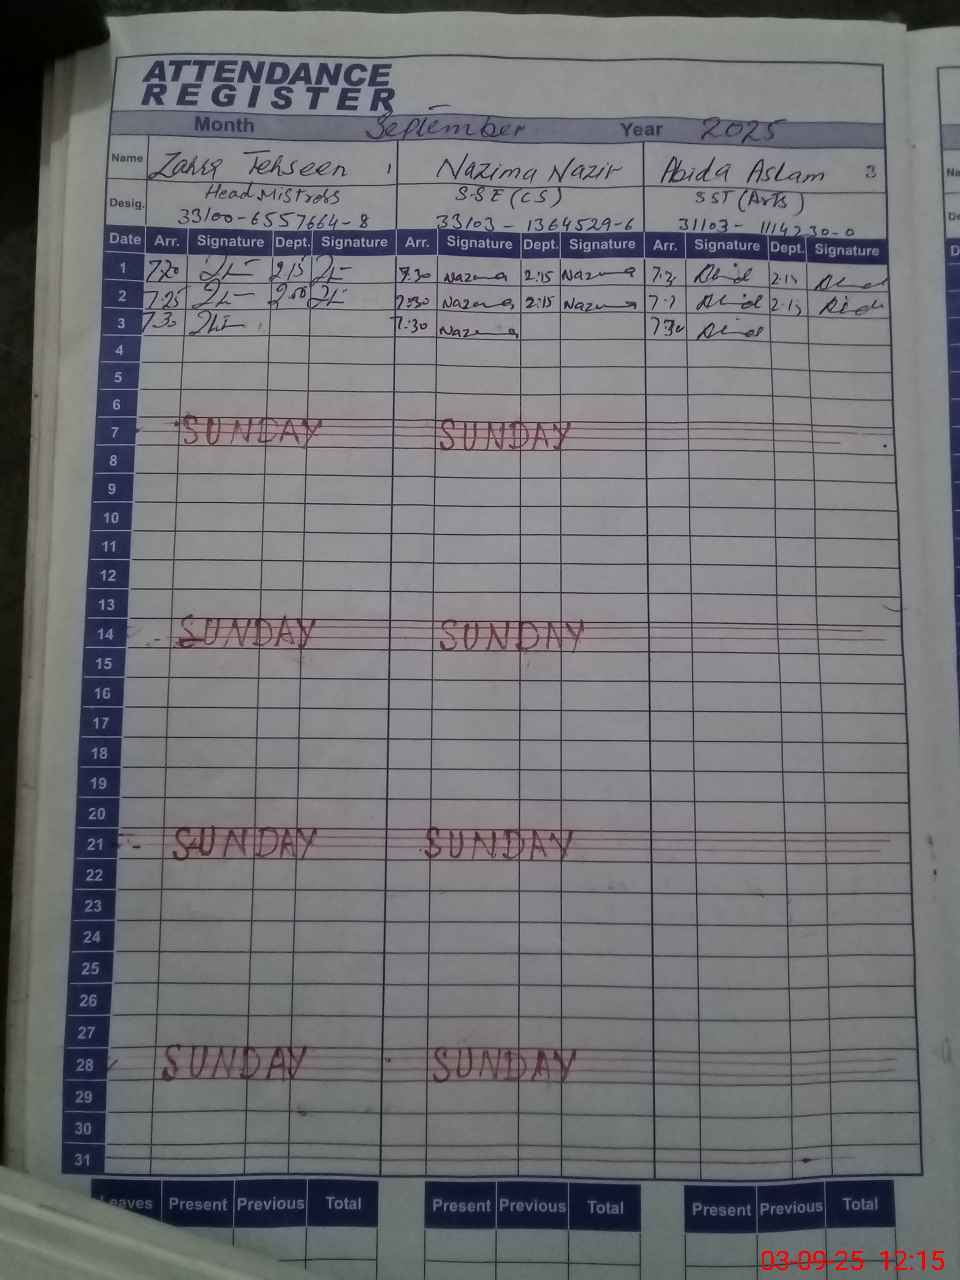 ATTENDANCE
REGISTER
Month September Year 2025
Name Zahra Tehseen 1 Nazima Nazir Abida Aslam 3
Desig. Head Mistress S.S.E (CS) SST (Arts)
33100-6557664-8 33103-1364529-6 31103-1114230-0
Date Arr. Signature Dept. Signature Arr. Signature Dept. Signature Arr. Signature Dept. Signature
1 7:20 2:15 7:30 Nazima 2:15 Nazima
2 7:25 2:00 7:30 Nazima 2:15 Nazima
3 7:30 7:30 Nazima 7:30
4
5
6
7 SUNDAY SUNDAY
8
9
10
11
12
13
14 SUNDAY SUNDAY
15
16
17
18
19
20
21 SUNDAY SUNDAY
22
23
24
25
26
27
28 SUNDAY SUNDAY
29
30
31
Leaves Present Previous Total Present Previous Total Present Previous Total
03-09-25 12:15